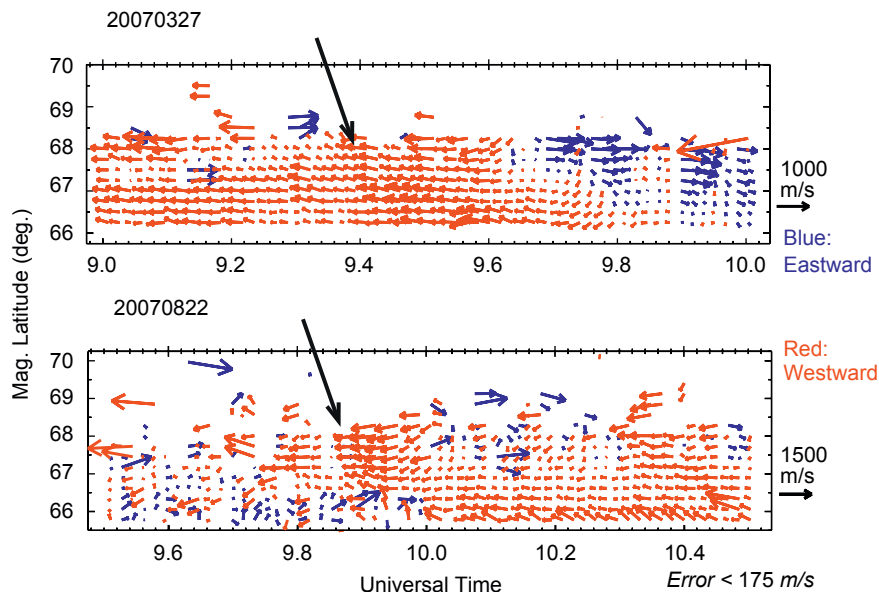 20070327
70
69
68
67
66
9.0 9.2 9.4 9.6 9.8 10.0
1000
m/s
Blue:
Eastward
Mag. Latitude (deg.)
20070822
70
69
68
67
66
9.6 9.8 10.0 10.2 10.4
Red:
Westward
1500
m/s
Universal Time
Error < 175 m/s